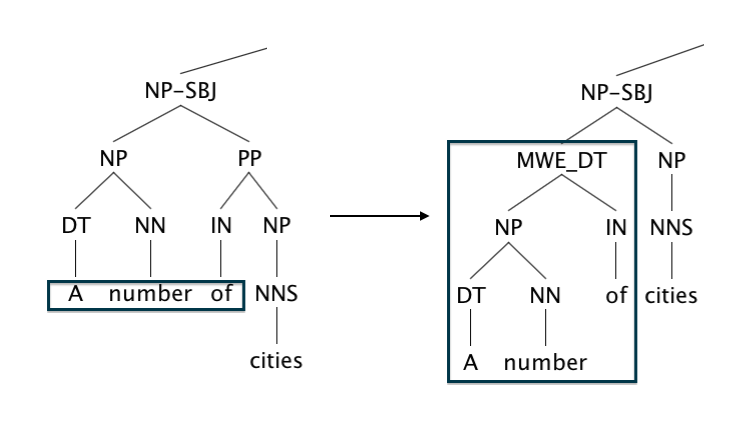 NP-SBJ
NP PP
DT NN IN NP
A number of NNS
cities
NP-SBJ
MWE_DT NP
NP IN NNS
DT NN of cities
A number